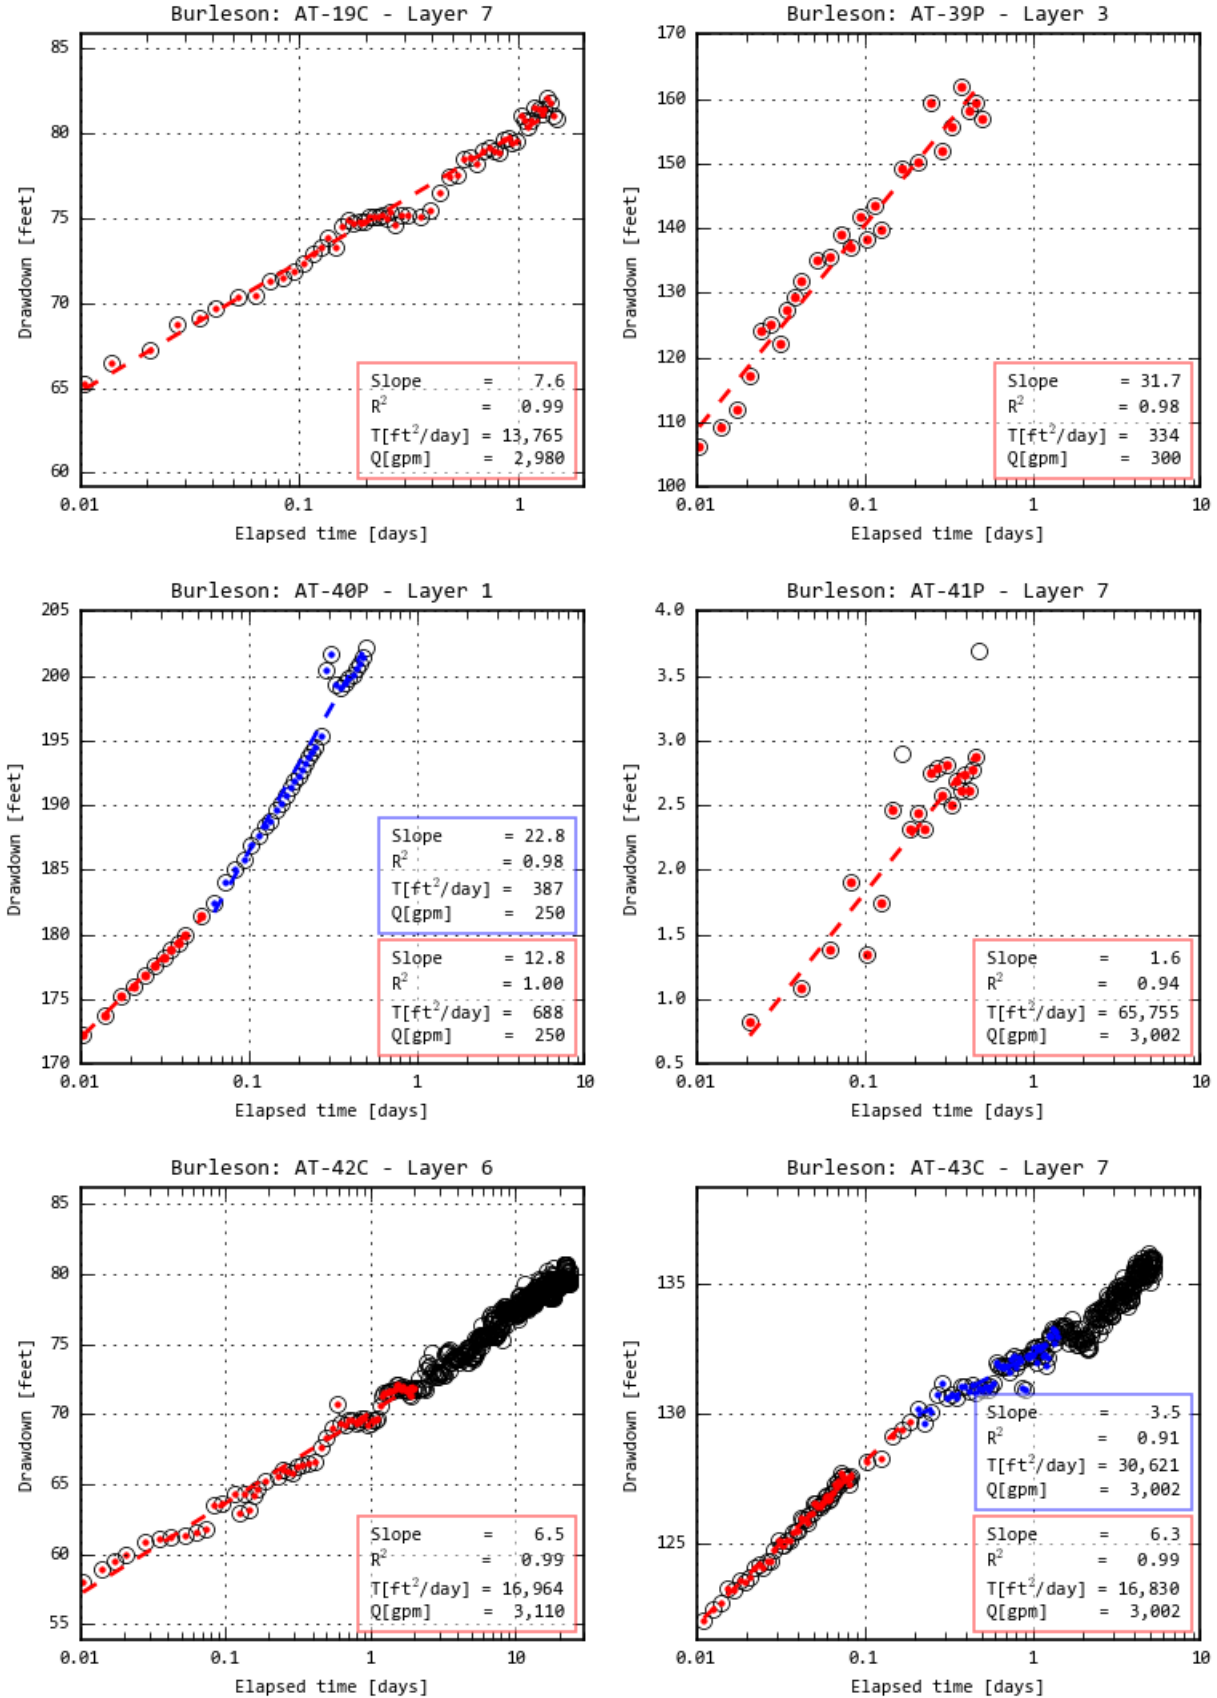 Burleson: AT-19C - Layer 7
85
80
75
70
65
60
Drawdown [feet]
Slope = 7.6
R² = 0.99
T[ft²/day] = 13,765
Q[gpm] = 2,980
0.01 0.1 1
Elapsed time [days]
Burleson: AT-39P - Layer 3
170
160
150
140
130
120
110
100
Drawdown [feet]
Slope = 31.7
R² = 0.98
T[ft²/day] = 334
Q[gpm] = 300
0.01 0.1 1 10
Elapsed time [days]
Burleson: AT-40P - Layer 1
205
200
195
190
185
180
175
170
Drawdown [feet]
Slope = 22.8
R² = 0.98
T[ft²/day] = 387
Q[gpm] = 250
Slope = 12.8
R² = 1.00
T[ft²/day] = 688
Q[gpm] = 250
0.01 0.1 1 10
Elapsed time [days]
Burleson: AT-41P - Layer 7
4.0
3.5
3.0
2.5
2.0
1.5
1.0
0.5
Drawdown [feet]
Slope = 1.6
R² = 0.94
T[ft²/day] = 65,755
Q[gpm] = 3,002
0.01 0.1 1 10
Elapsed time [days]
Burleson: AT-42C - Layer 6
85
80
75
70
65
60
55
Drawdown [feet]
Slope = 6.5
R² = 0.99
T[ft²/day] = 16,964
Q[gpm] = 3,110
0.01 0.1 1 10
Elapsed time [days]
Burleson: AT-43C - Layer 7
135
130
125
Drawdown [feet]
Slope = 3.5
R² = 0.91
T[ft²/day] = 30,621
Q[gpm] = 3,002
Slope = 6.3
R² = 0.99
T[ft²/day] = 16,830
Q[gpm] = 3,002
0.01 0.1 1 10
Elapsed time [days]